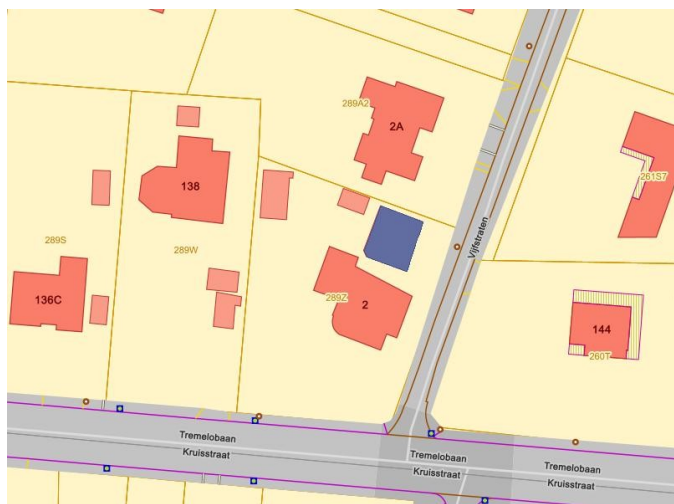 289A2
2A
138
261S7
289S
289W
Vijfstraten
136C
289Z
2
144
260T
Tremelobaan
Kruisstraat
Tremelobaan
Kruisstraat
Tremelobaan
Kruisstraat